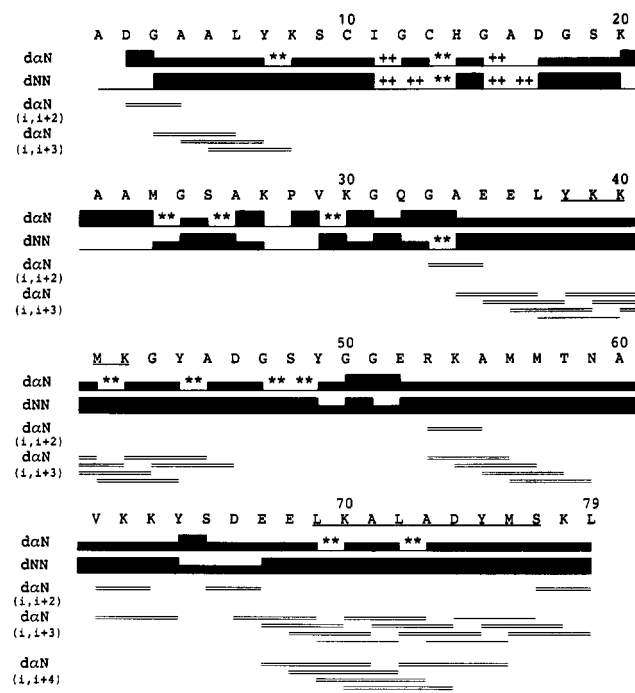 10 20
A D G A A L Y K S C I G C H G A D G S K
dαN ** ++ ** ++
dNN ++ ++ ** ++ ++
dαN
(i,i+2)
dαN
(i,i+3)
30 40
A A M G S A K P V K G Q G A E E L Y K K
dαN ** ** **
dNN **
dαN
(i,i+2)
dαN
(i,i+3)
50 60
M K G Y A D G S Y G G E R K A M M T N A
dαN ** ** ** **
dNN
dαN
(i,i+2)
dαN
(i,i+3)
70 79
V K K Y S D E E L K A L A D Y M S K L
dαN ** **
dNN
dαN
(i,i+2)
dαN
(i,i+3)
dαN
(i,i+4)